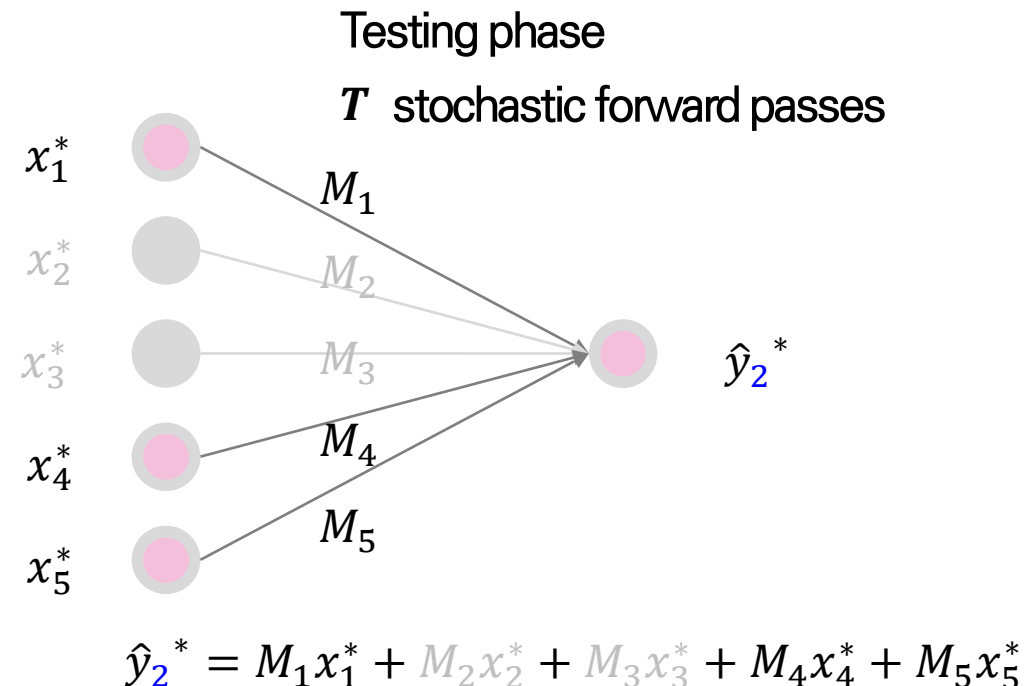 Testing phase
T stochastic forward passes
x₁*
M₁
x₂*
M₂
x₃*
M₃
ŷ₂*
x₄*
M₄
x₅*
M₅
ŷ₂* = M₁x₁* + M₂x₂* + M₃x₃* + M₄x₄* + M₅x₅*